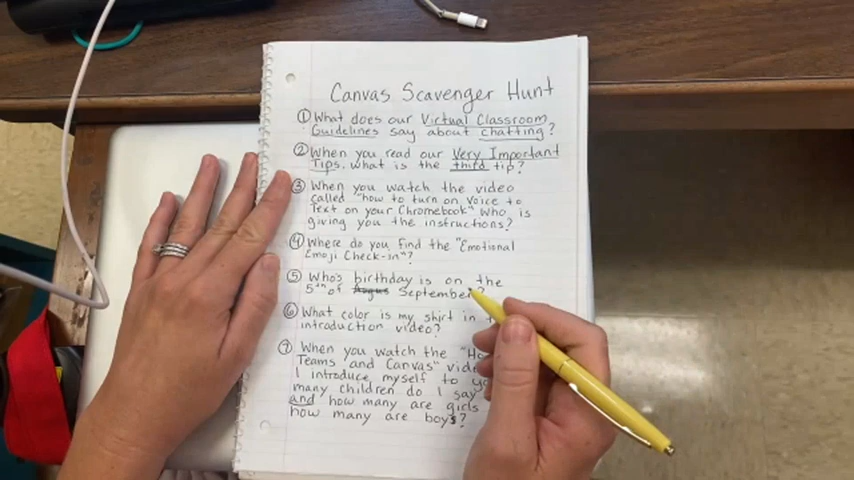 Canvas Scavenger Hunt
① What does our Virtual Classroom
Guidelines say about chatting?
② When you read our Very Important
Tips. what is the third tip?
③ When you watch the video
called "how to turn on Voice to
Text on your Chromebook" who is
giving you the instructions?
④ Where do you find the "Emotional
Emoji Check-in"?
⑤ Who's birthday is on the
5th of September?
⑥ What color is my shirt in
introduction video?
⑦ When you watch the
Teams and Canvas" video
I introduce myself to
many children do I say
and how many are girls
how many are boys?